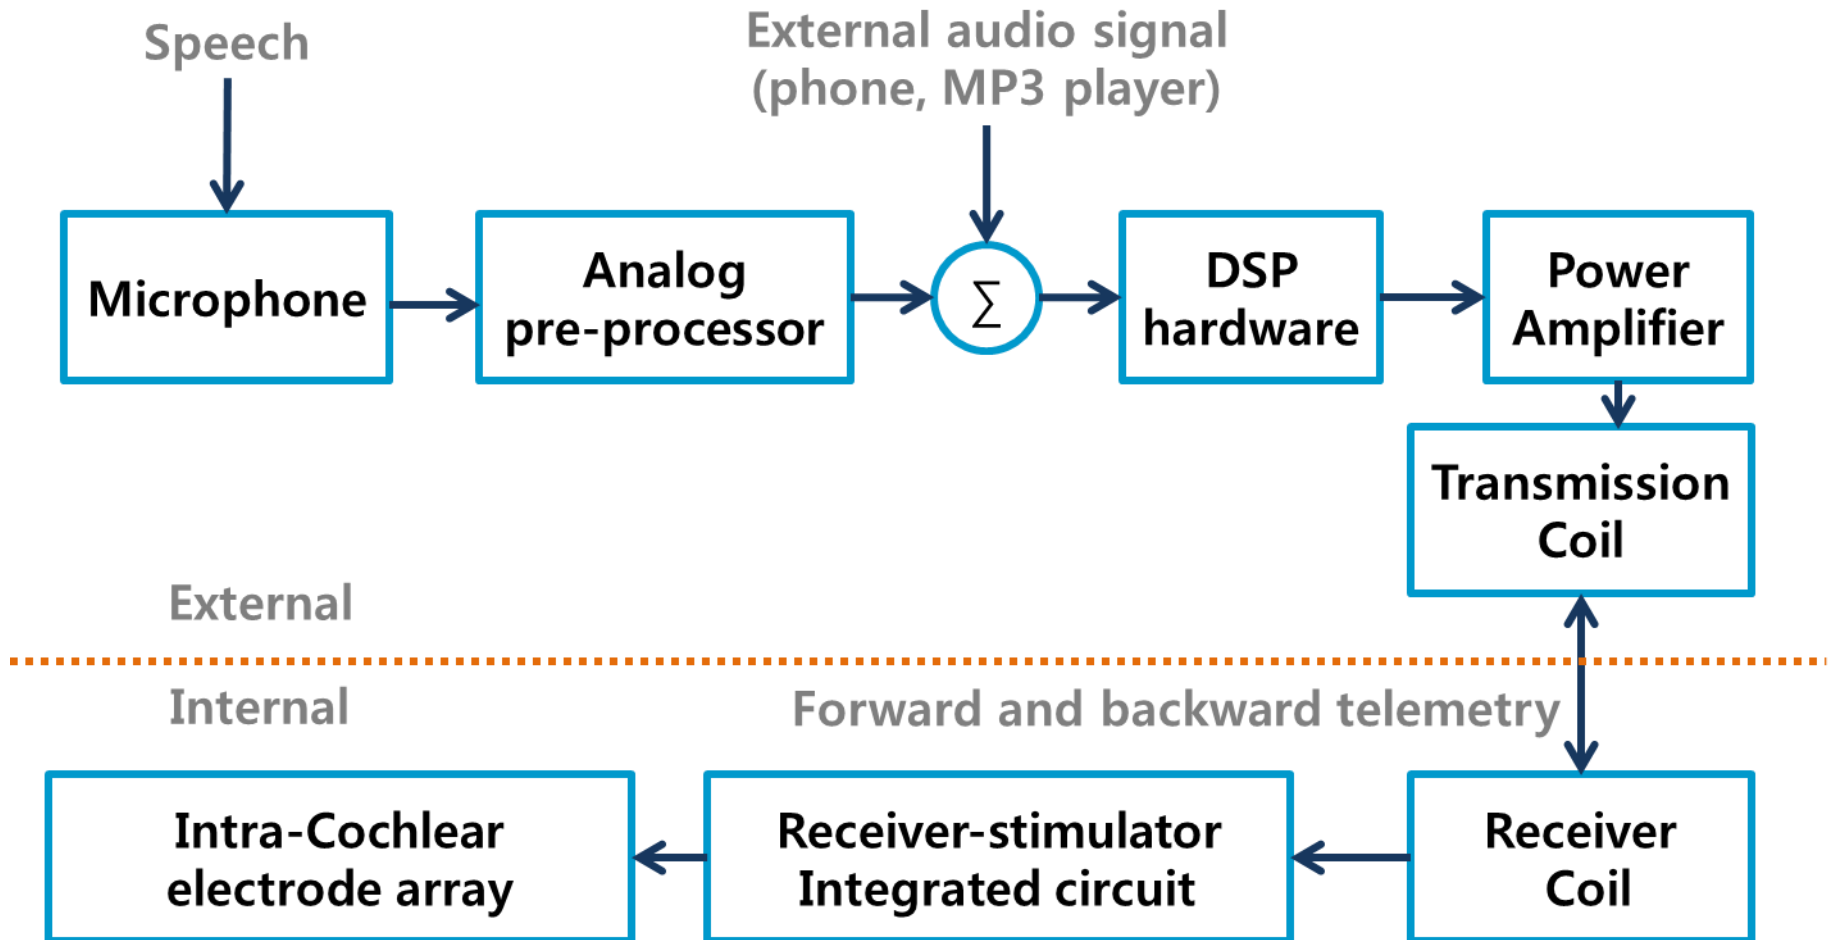 Speech
External audio signal
(phone, MP3 player)
Microphone
Analog
pre-processor
∑
DSP
hardware
Power
Amplifier
Transmission
Coil
External
Internal
Forward and backward telemetry
Intra-Cochlear
electrode array
Receiver-stimulator
Integrated circuit
Receiver
Coil